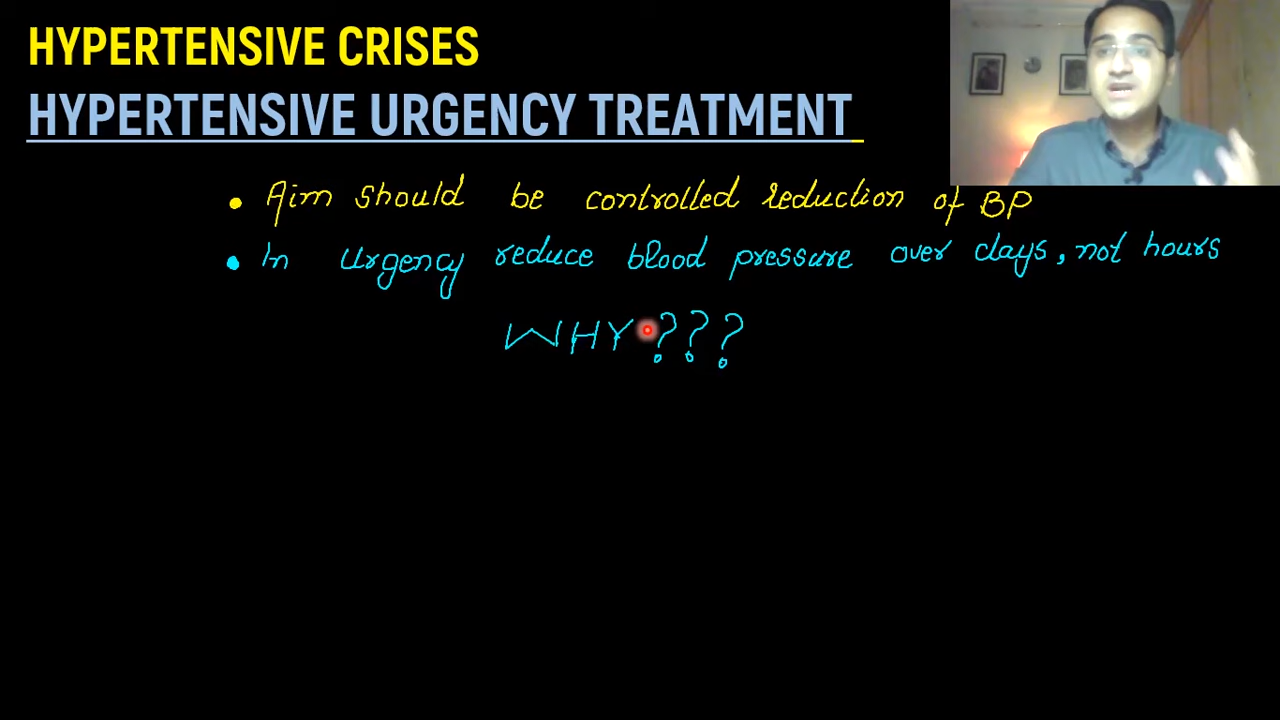 HYPERTENSIVE CRISES
HYPERTENSIVE URGENCY TREATMENT
• Aim should be controlled reduction of BP
• In urgency reduce blood pressure over days, not hours
WHY ???